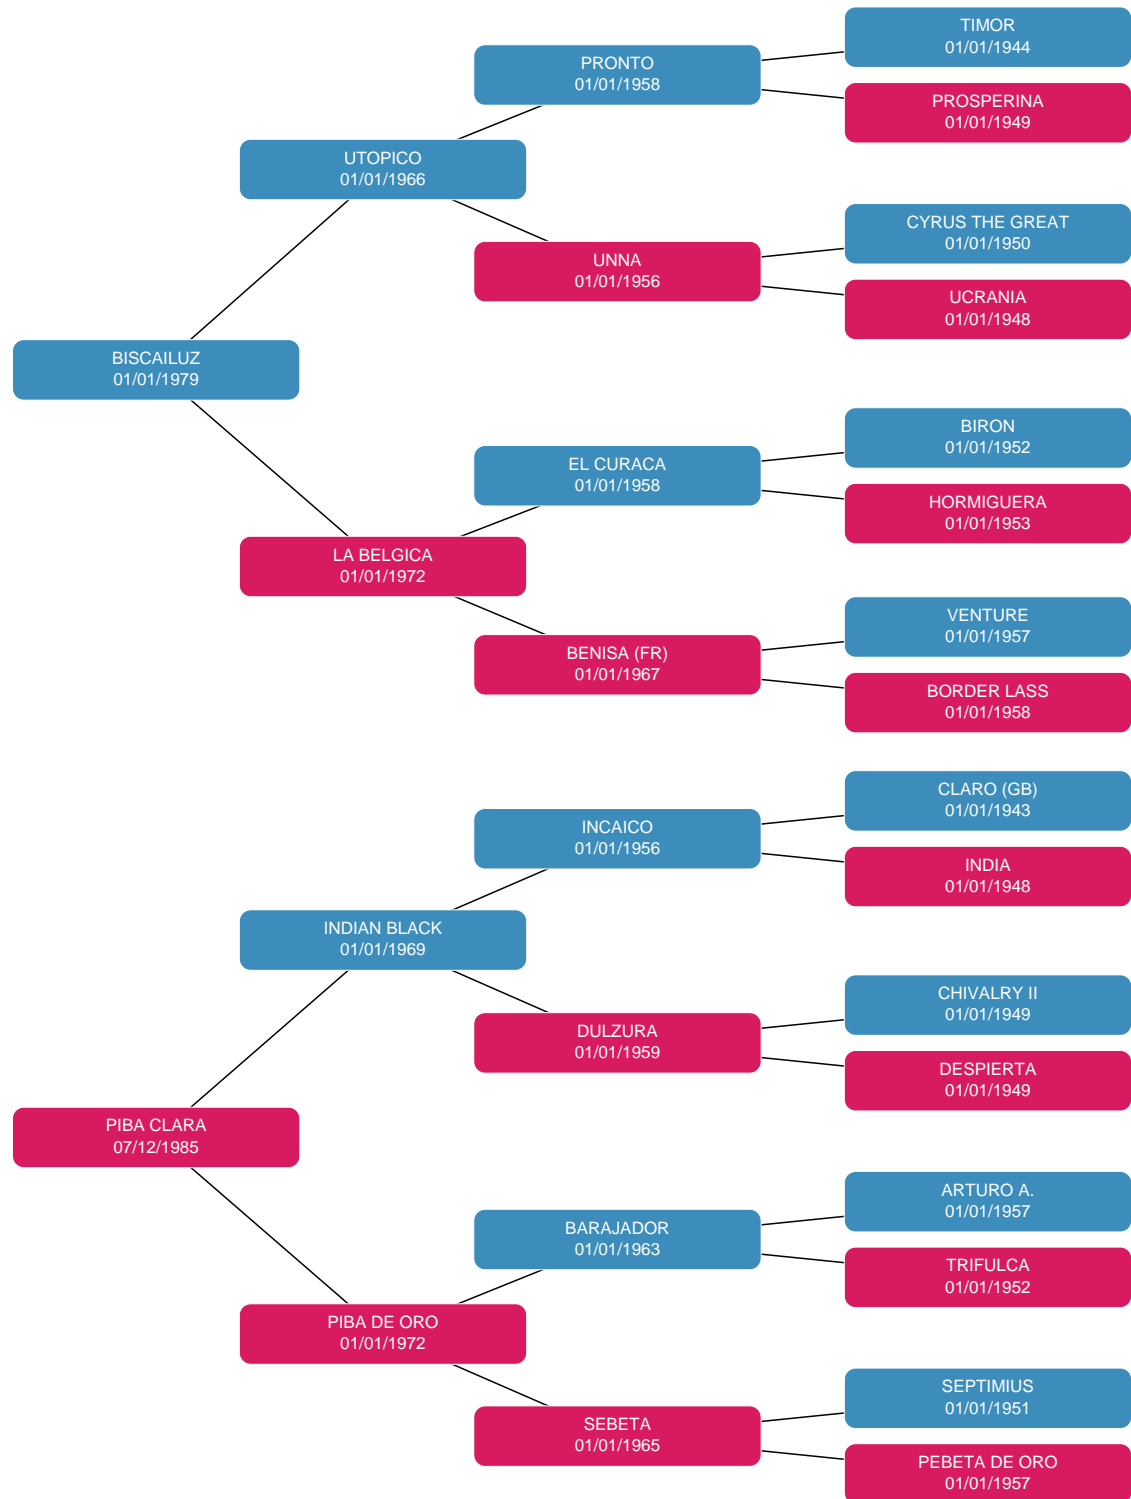 TIMOR
01/01/1944
PRONTO
01/01/1958
PROSPERINA
01/01/1949
UTOPICO
01/01/1966
CYRUS THE GREAT
01/01/1950
UNNA
01/01/1956
UCRANIA
01/01/1948
BISCAILUZ
01/01/1979
BIRON
01/01/1952
EL CURACA
01/01/1958
HORMIGUERA
01/01/1953
LA BELGICA
01/01/1972
VENTURE
01/01/1957
BENISA (FR)
01/01/1967
BORDER LASS
01/01/1958
CLARO (GB)
01/01/1943
INCAICO
01/01/1956
INDIA
01/01/1948
INDIAN BLACK
01/01/1969
CHIVALRY II
01/01/1949
DULZURA
01/01/1959
DESPIERTA
01/01/1949
PIBA CLARA
07/12/1985
ARTURO A.
01/01/1957
BARAJADOR
01/01/1963
TRIFULCA
01/01/1952
PIBA DE ORO
01/01/1972
SEPTIMIUS
01/01/1951
SEBETA
01/01/1965
PEBETA DE ORO
01/01/1957